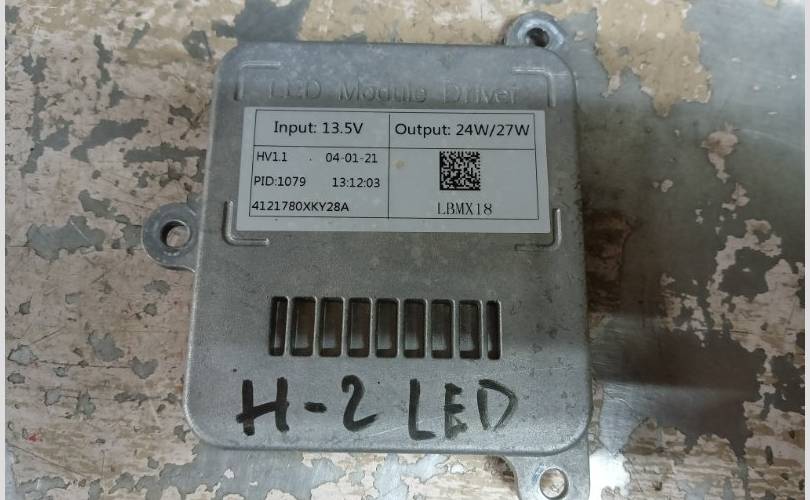 LED Module Driver
Input: 13.5V
Output: 24W/27W
HV1.1 . 04-01-21
PID:1079 13:12:03
4121780XKY28A
LBMX18
H-2 LED